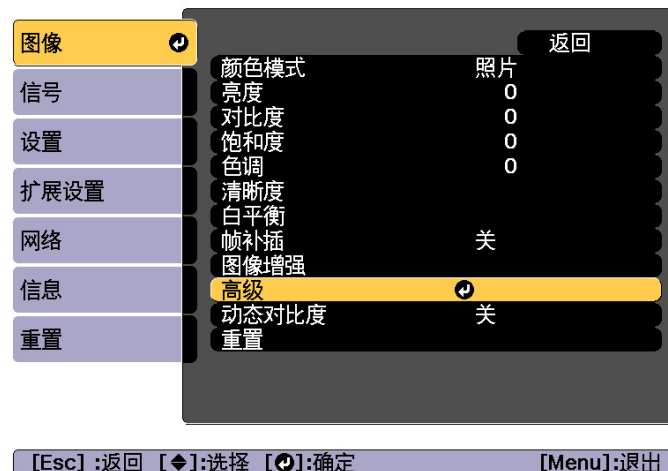 图像
信号
设置
扩展设置
网络
信息
重置
返回
颜色模式 照片
亮度 0
对比度 0
饱和度 0
色调 0
清晰度
白平衡
帧补插 关
图像增强
高级
动态对比度 关
重置
[Esc] :返回 [◆]:选择 [⏎]:确定 [Menu]:退出